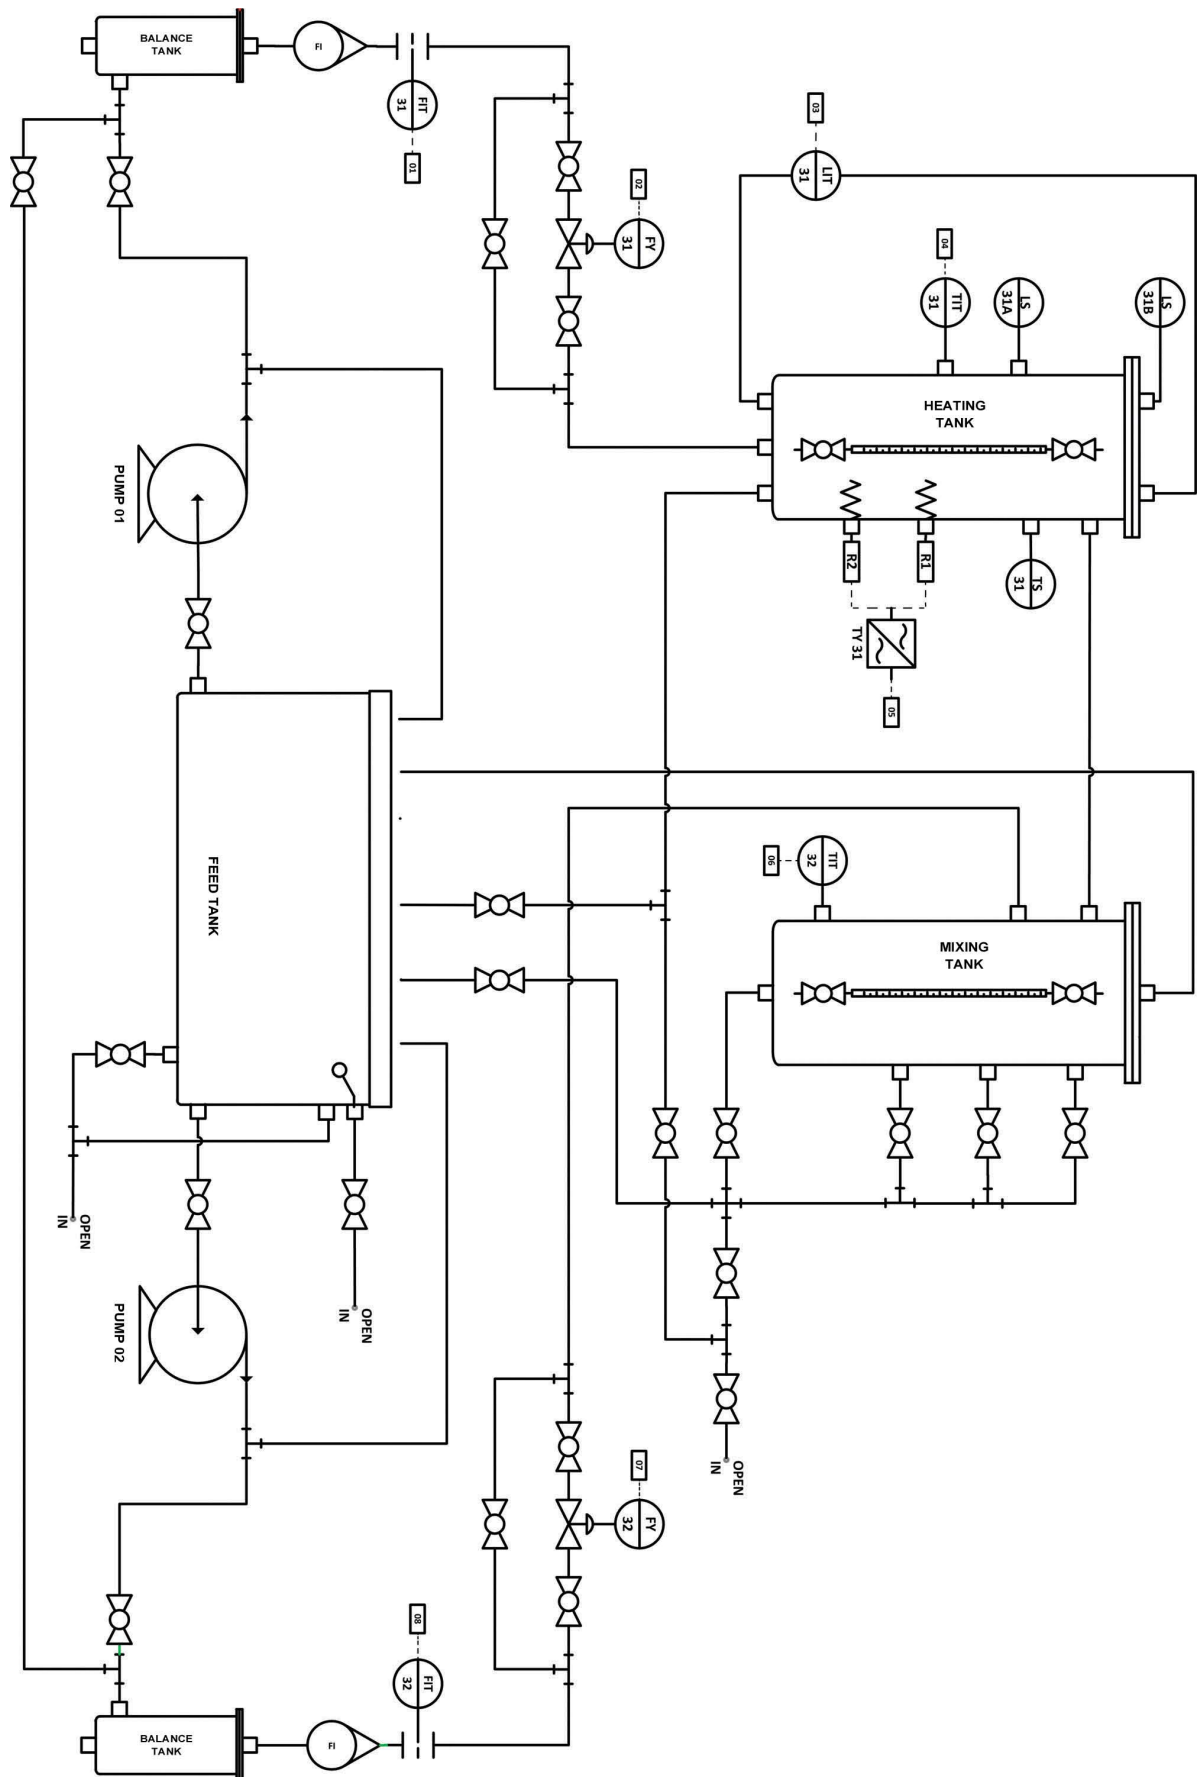 BALANCE
TANK
FI
FIT
31
01
02
FY
31
03
LIT
31
04
TIT
31
LS
31A
LS
31B
HEATING
TANK
R2
R1
TS
31
TY 31
05
PUMP 01
FEED TANK
06
TIT
32
MIXING
TANK
OPEN
IN
OPEN
IN
PUMP 02
OPEN
IN
07
FY
32
08
FIT
32
FI
BALANCE
TANK